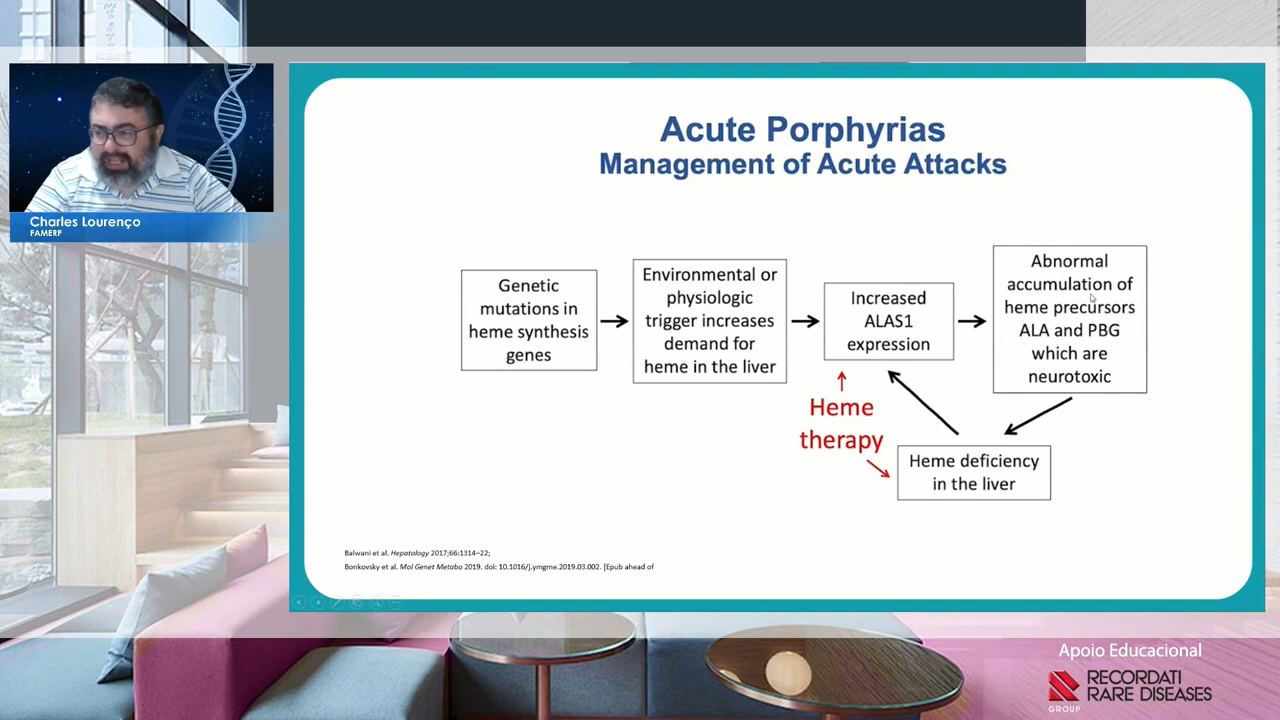 Charles Lourenço
FAMERP
Acute Porphyrias
Management of Acute Attacks
Genetic
mutations in
heme synthesis
genes
Environmental or
physiologic
trigger increases
demand for
heme in the liver
Increased
ALAS1
expression
Abnormal
accumulation of
heme precursors
ALA and PBG
which are
neurotoxic
Heme
therapy
Heme deficiency
in the liver
Balwani et al. Hepatology 2017;66:1314–22;
Bonkovsky et al. Mol Genet Metabo 2019. doi: 10.1016/j.ymgme.2019.03.002. [Epub ahead of
Apoio Educacional
RECORDATI
RARE DISEASES
GROUP